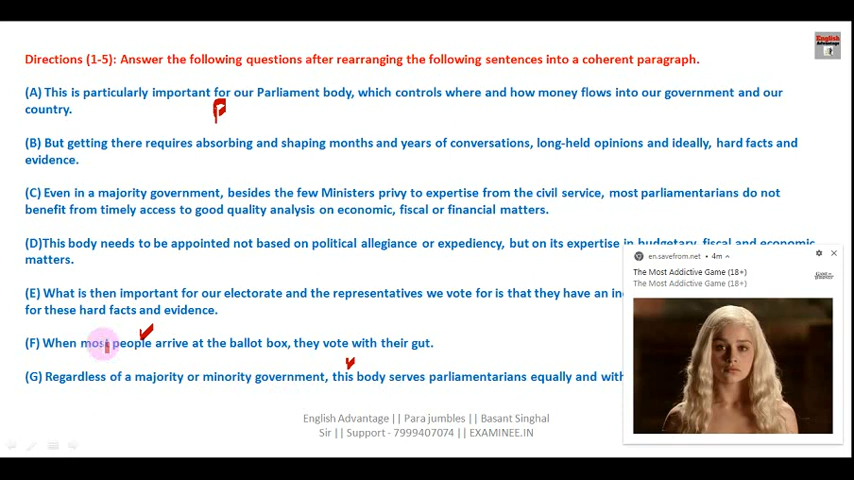 English
Advantage
Directions (1-5): Answer the following questions after rearranging the following sentences into a coherent paragraph.
(A) This is particularly important for our Parliament body, which controls where and how money flows into our government and our
country.
(B) But getting there requires absorbing and shaping months and years of conversations, long-held opinions and ideally, hard facts and
evidence.
(C) Even in a majority government, besides the few Ministers privy to expertise from the civil service, most parliamentarians do not
benefit from timely access to good quality analysis on economic, fiscal or financial matters.
(D)This body needs to be appointed not based on political allegiance or expediency, but on its expertise in budgetary, fiscal and economic
matters.
en.savefrom.net • 4m
The Most Addictive Game (18+)
The Most Addictive Game (18+)
(E) What is then important for our electorate and the representatives we vote for is that they have an
for these hard facts and evidence.
(F) When most people arrive at the ballot box, they vote with their gut.
(G) Regardless of a majority or minority government, this body serves parliamentarians equally and with
English Advantage || Para jumbles || Basant Singhal
Sir || Support - 7999407074 || EXAMINEE.IN